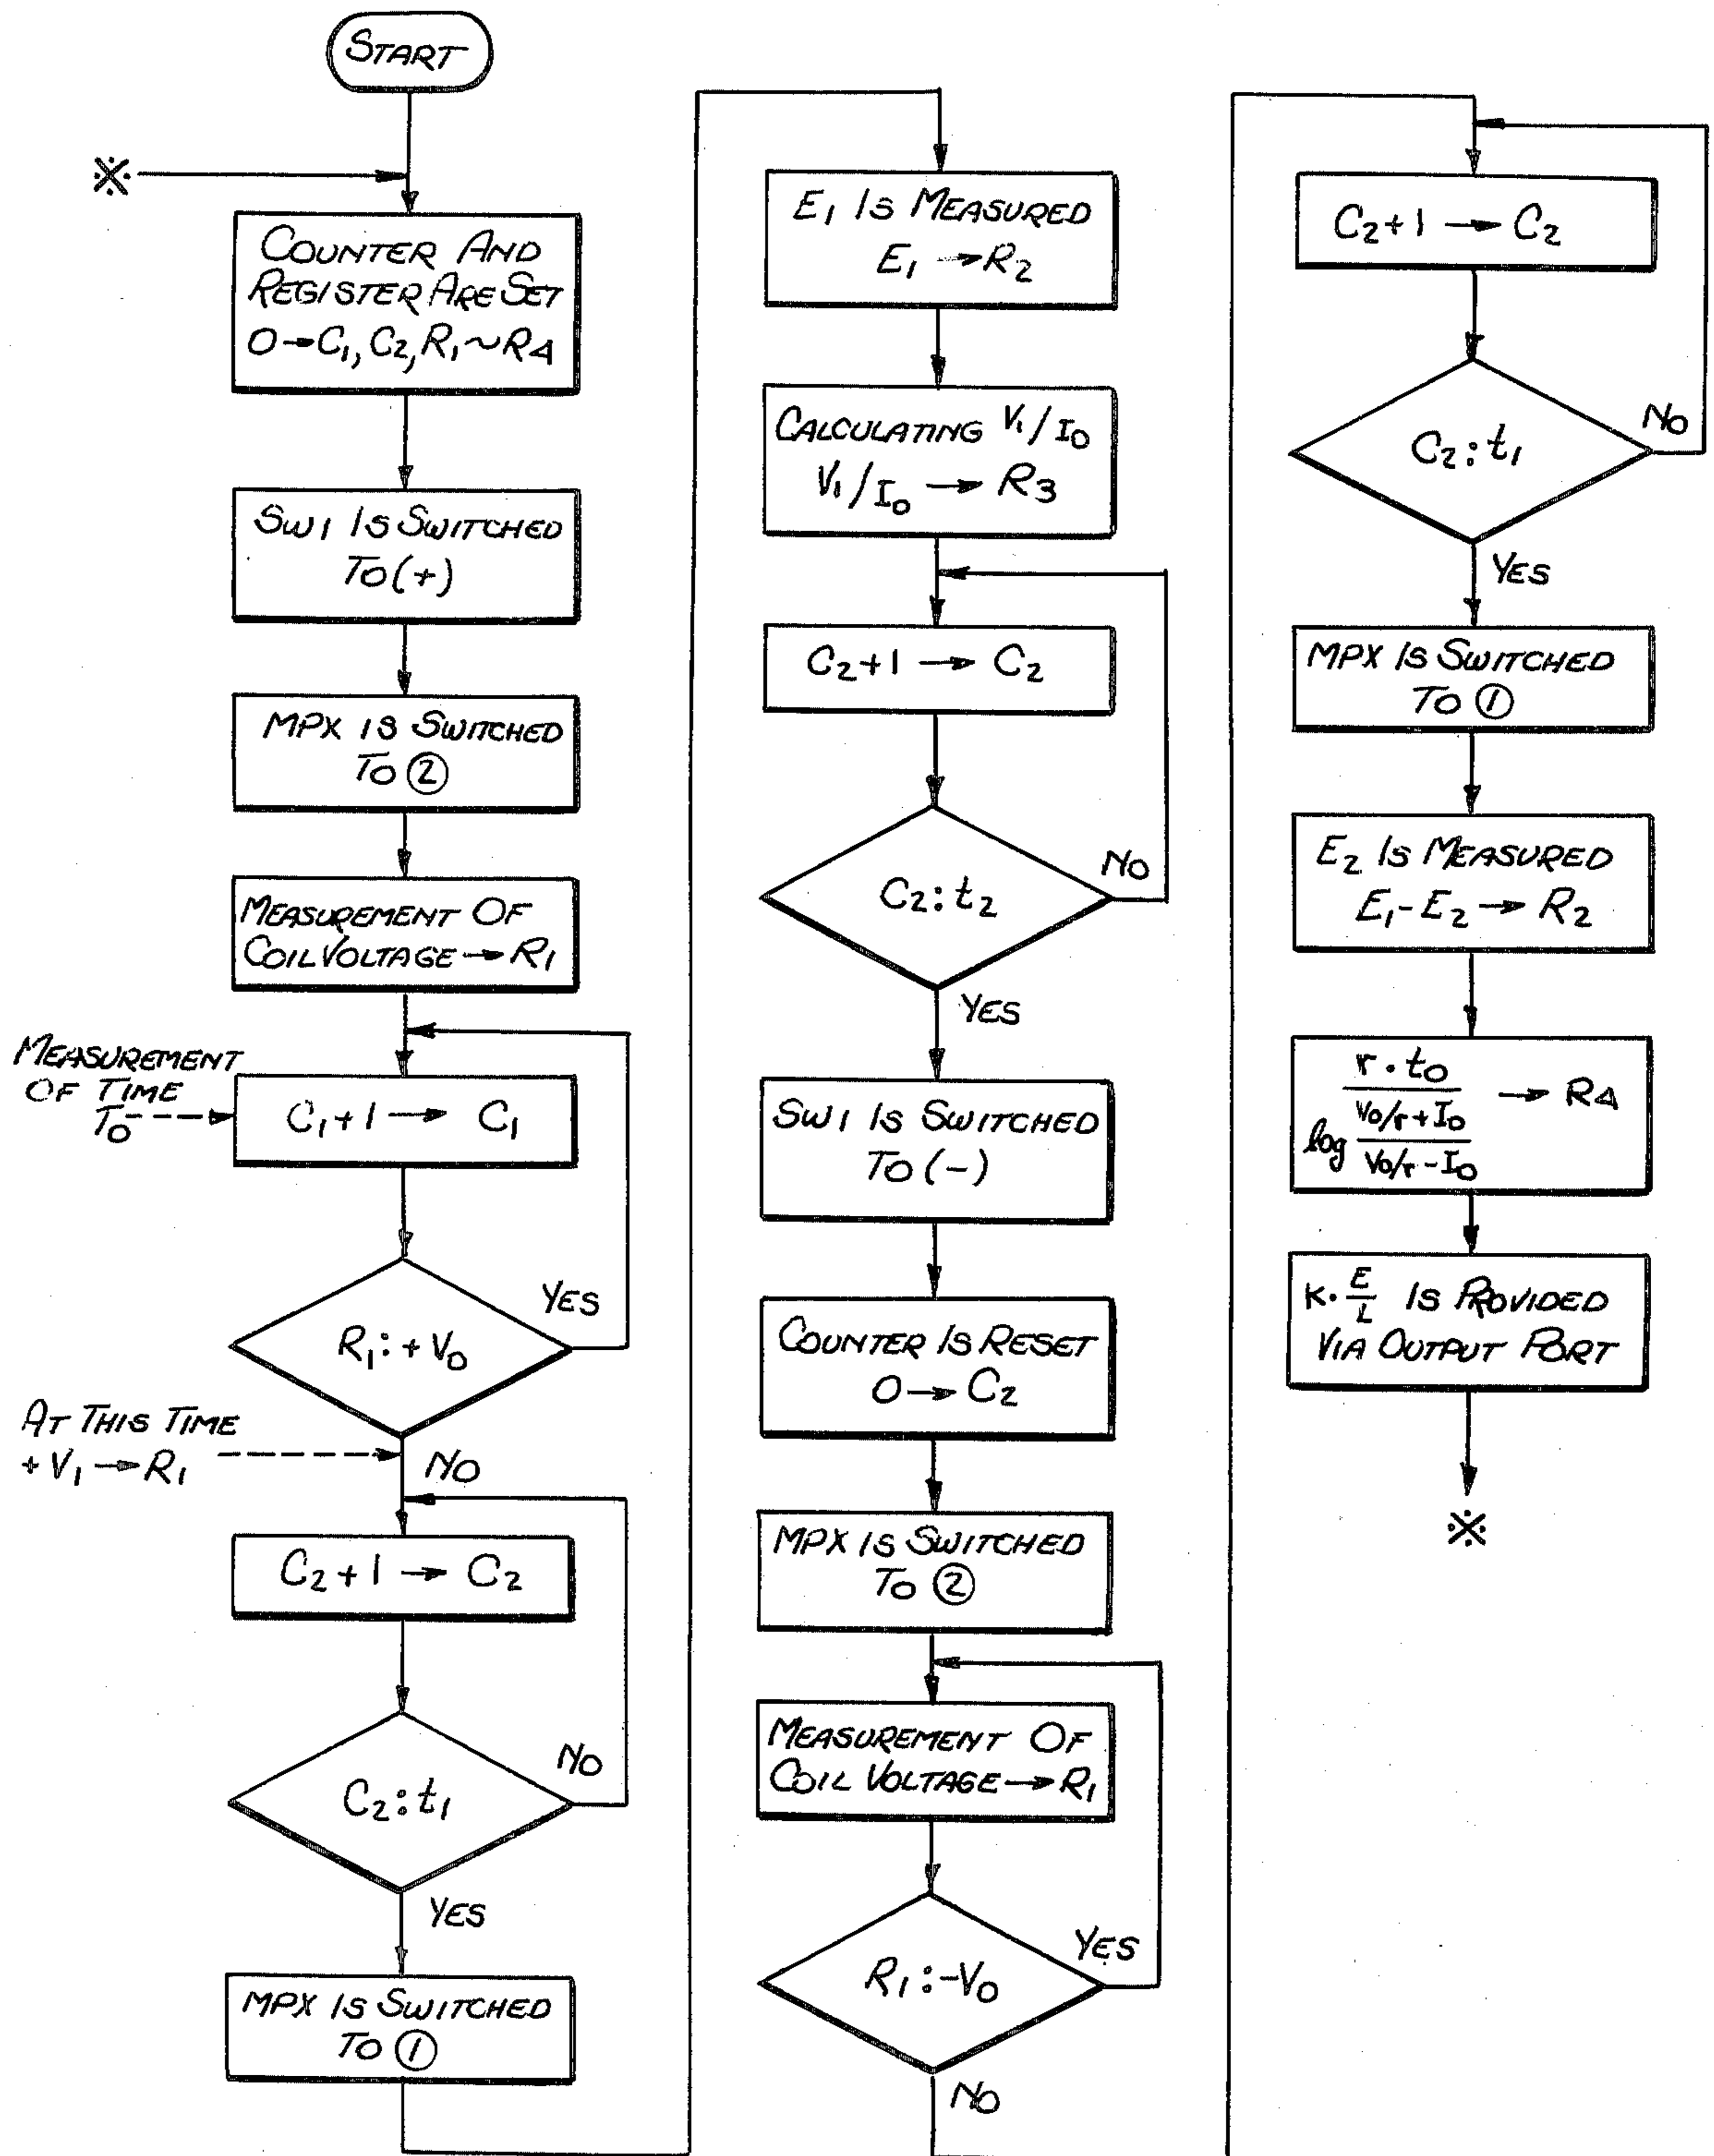 START
※
COUNTER AND
REGISTER ARE SET
0→C₁, C₂, R₁~R4
SW1 IS SWITCHED
TO (+)
MPX IS SWITCHED
TO ②
MEASUREMENT OF
COIL VOLTAGE → R₁
MEASUREMENT
OF TIME
T₀
C₁+1 → C₁
R₁:+V₀
YES
AT THIS TIME
+V₁→R₁
NO
C₂+1 → C₂
C₂:t₁
NO
YES
MPX IS SWITCHED
TO ①
E₁ IS MEASURED
E₁ →R₂
CALCULATING V₁/I₀
V₁/I₀ → R₃
C₂+1 → C₂
C₂:t₂
NO
YES
SW1 IS SWITCHED
TO (-)
COUNTER IS RESET
0 → C₂
MPX IS SWITCHED
TO ②
MEASUREMENT OF
COIL VOLTAGE → R₁
R₁:-V₀
YES
NO
C₂+1 → C₂
C₂:t₁
NO
YES
MPX IS SWITCHED
TO ①
E₂ IS MEASURED
E₁-E₂ → R₂
r・t₀
→ R4
log
V₀/r+I₀
V₀/r-I₀
K・E/L IS PROVIDED
VIA OUTPUT PORT
※